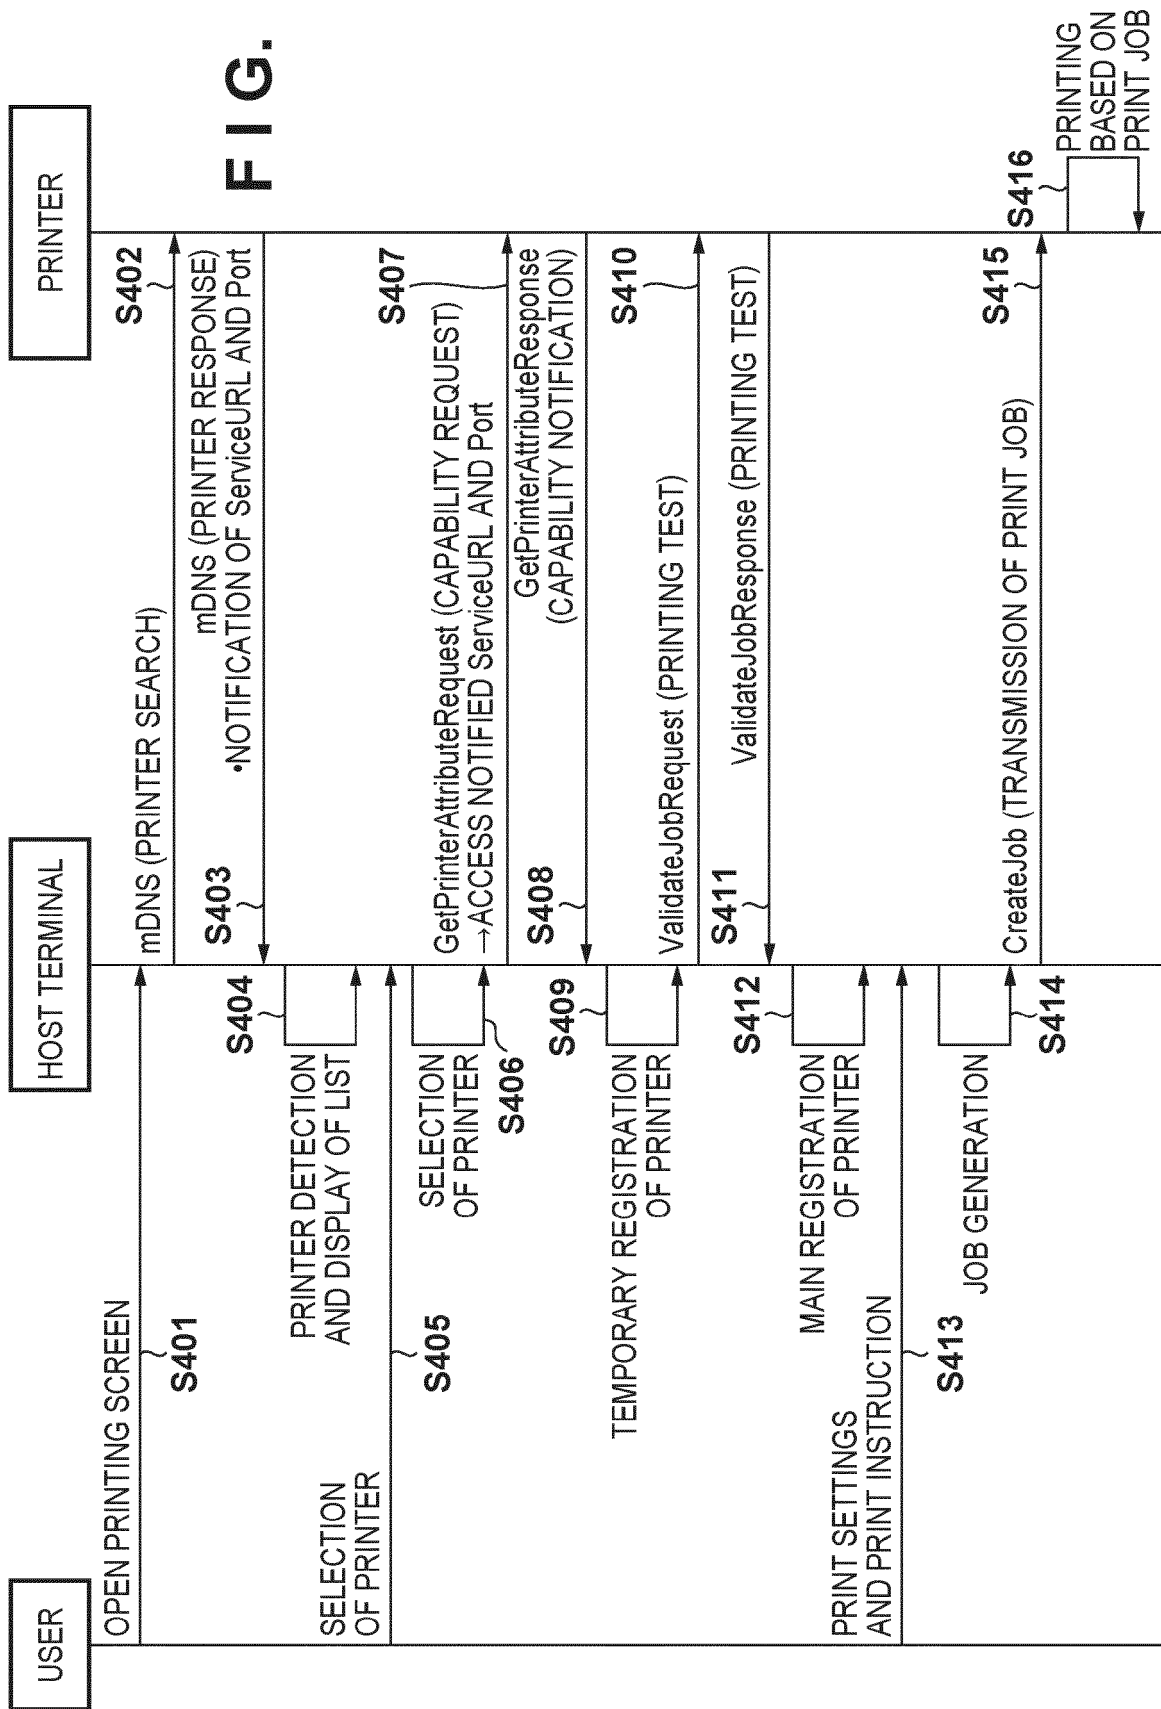 F I G.
USER
HOST TERMINAL
PRINTER
OPEN PRINTING SCREEN
S401
mDNS (PRINTER SEARCH)
S402
mDNS (PRINTER RESPONSE)
•NOTIFICATION OF ServiceURL AND Port
S403
S404
PRINTER DETECTION
AND DISPLAY OF LIST
SELECTION
OF PRINTER
S405
SELECTION
OF PRINTER
S406
GetPrinterAttributeRequest (CAPABILITY REQUEST)
→ACCESS NOTIFIED ServiceURL AND Port
S407
GetPrinterAttributeResponse
(CAPABILITY NOTIFICATION)
S408
S409
TEMPORARY REGISTRATION
OF PRINTER
ValidateJobRequest (PRINTING TEST)
S410
ValidateJobResponse (PRINTING TEST)
S411
S412
MAIN REGISTRATION
OF PRINTER
PRINT SETTINGS
AND PRINT INSTRUCTION
S413
JOB GENERATION
S414
CreateJob (TRANSMISSION OF PRINT JOB)
S415
S416
PRINTING
BASED ON
PRINT JOB